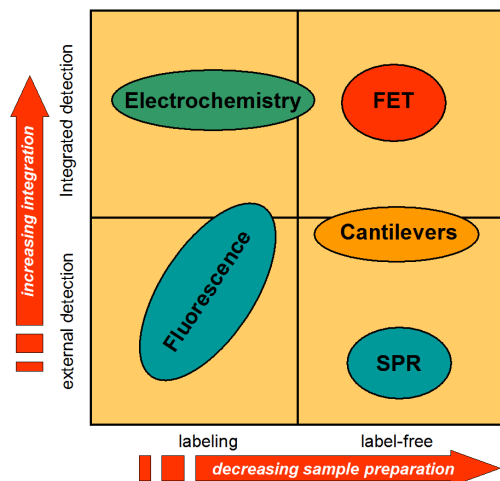 Electrochemistry
FET
Integrated detection
increasing integration
Cantilevers
Fluorescence
external detection
SPR
labeling
label-free
decreasing sample preparation